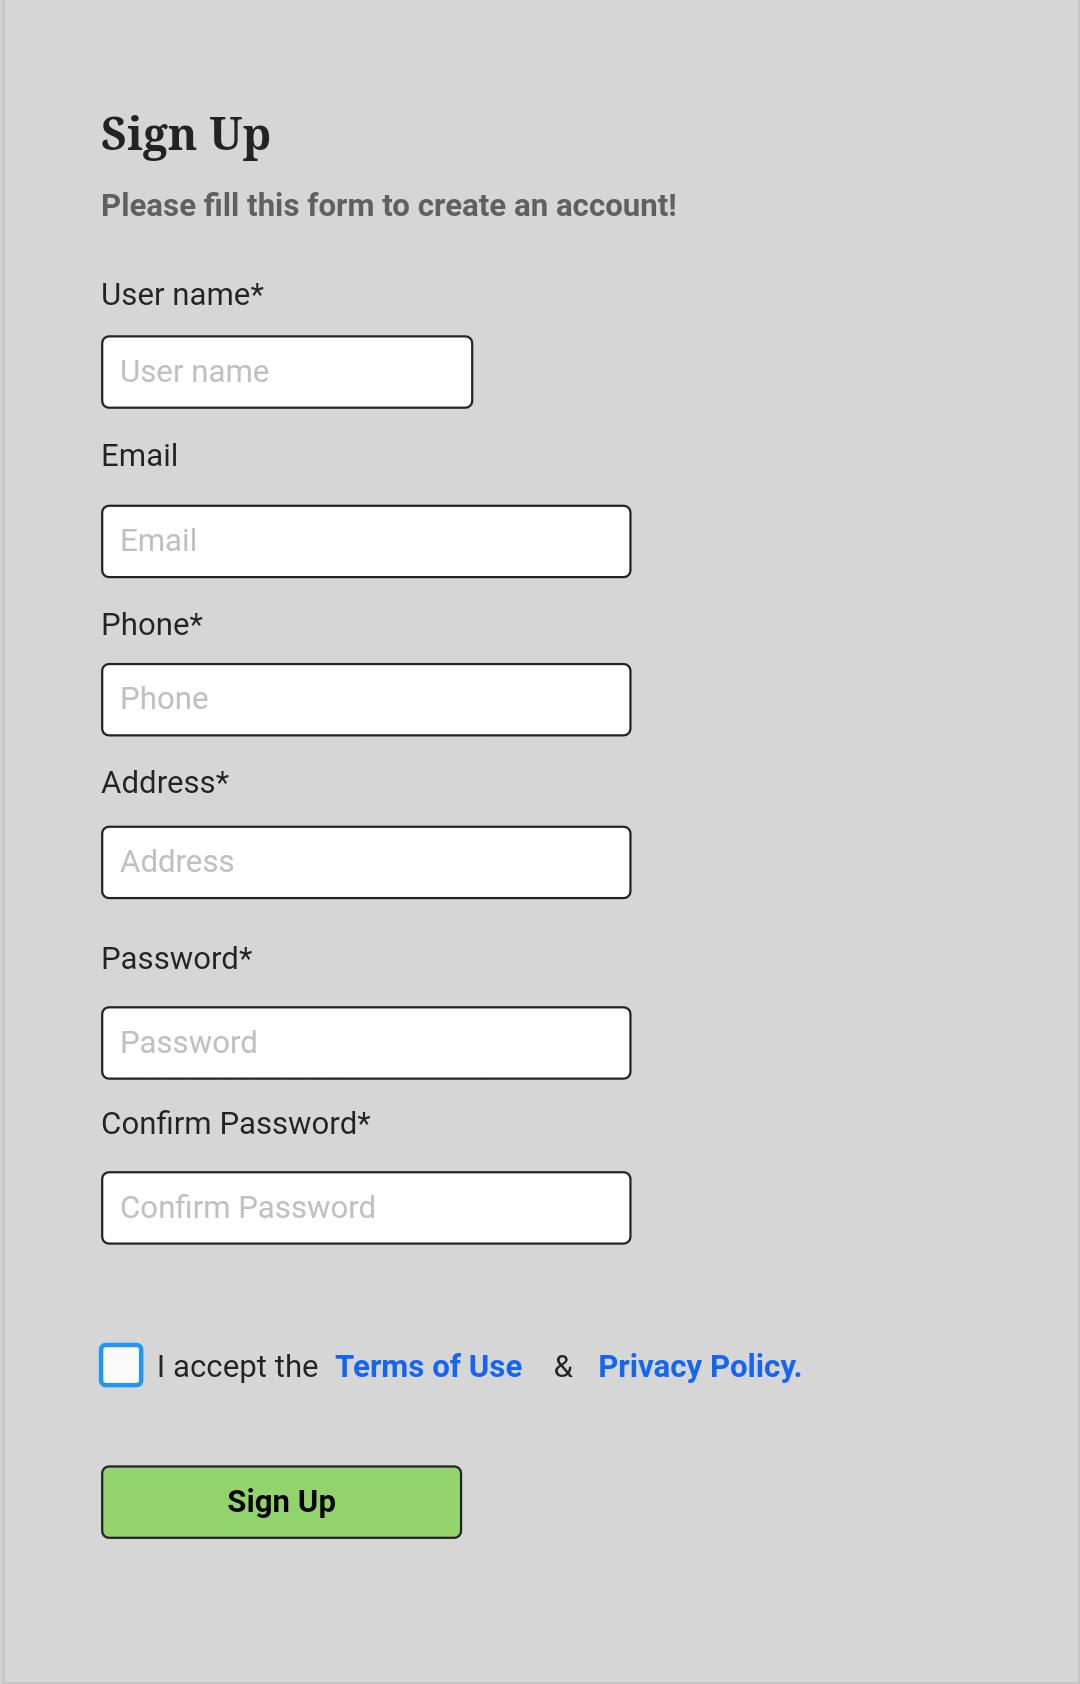 Sign Up
Please fill this form to create an account!
User name*
User name
Email
Email
Phone*
Phone
Address*
Address
Password*
Password
Confirm Password*
Confirm Password
I accept the Terms of Use & Privacy Policy.
Sign Up